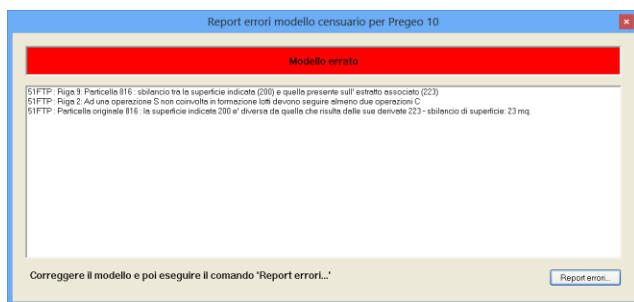 Report errori modello censuario per Pregeo 10
Modello errato
51FTP : Riga 9: Particella 816 : sbilancio tra la superficie indicata (200) e quella presente sull' estratto associato (223)
51FTP : Riga 2: Ad una operazione S non coinvolta in formazione lotti devono seguire almeno due operazioni C
51FTP : Particella originale 816 : la superficie indicata 200 e' diversa da quella che risulta dalle sue derivate 223 - sbilancio di superficie: 23 mq.
Correggere il modello e poi eseguire il comando 'Report errori...'
Report errori...